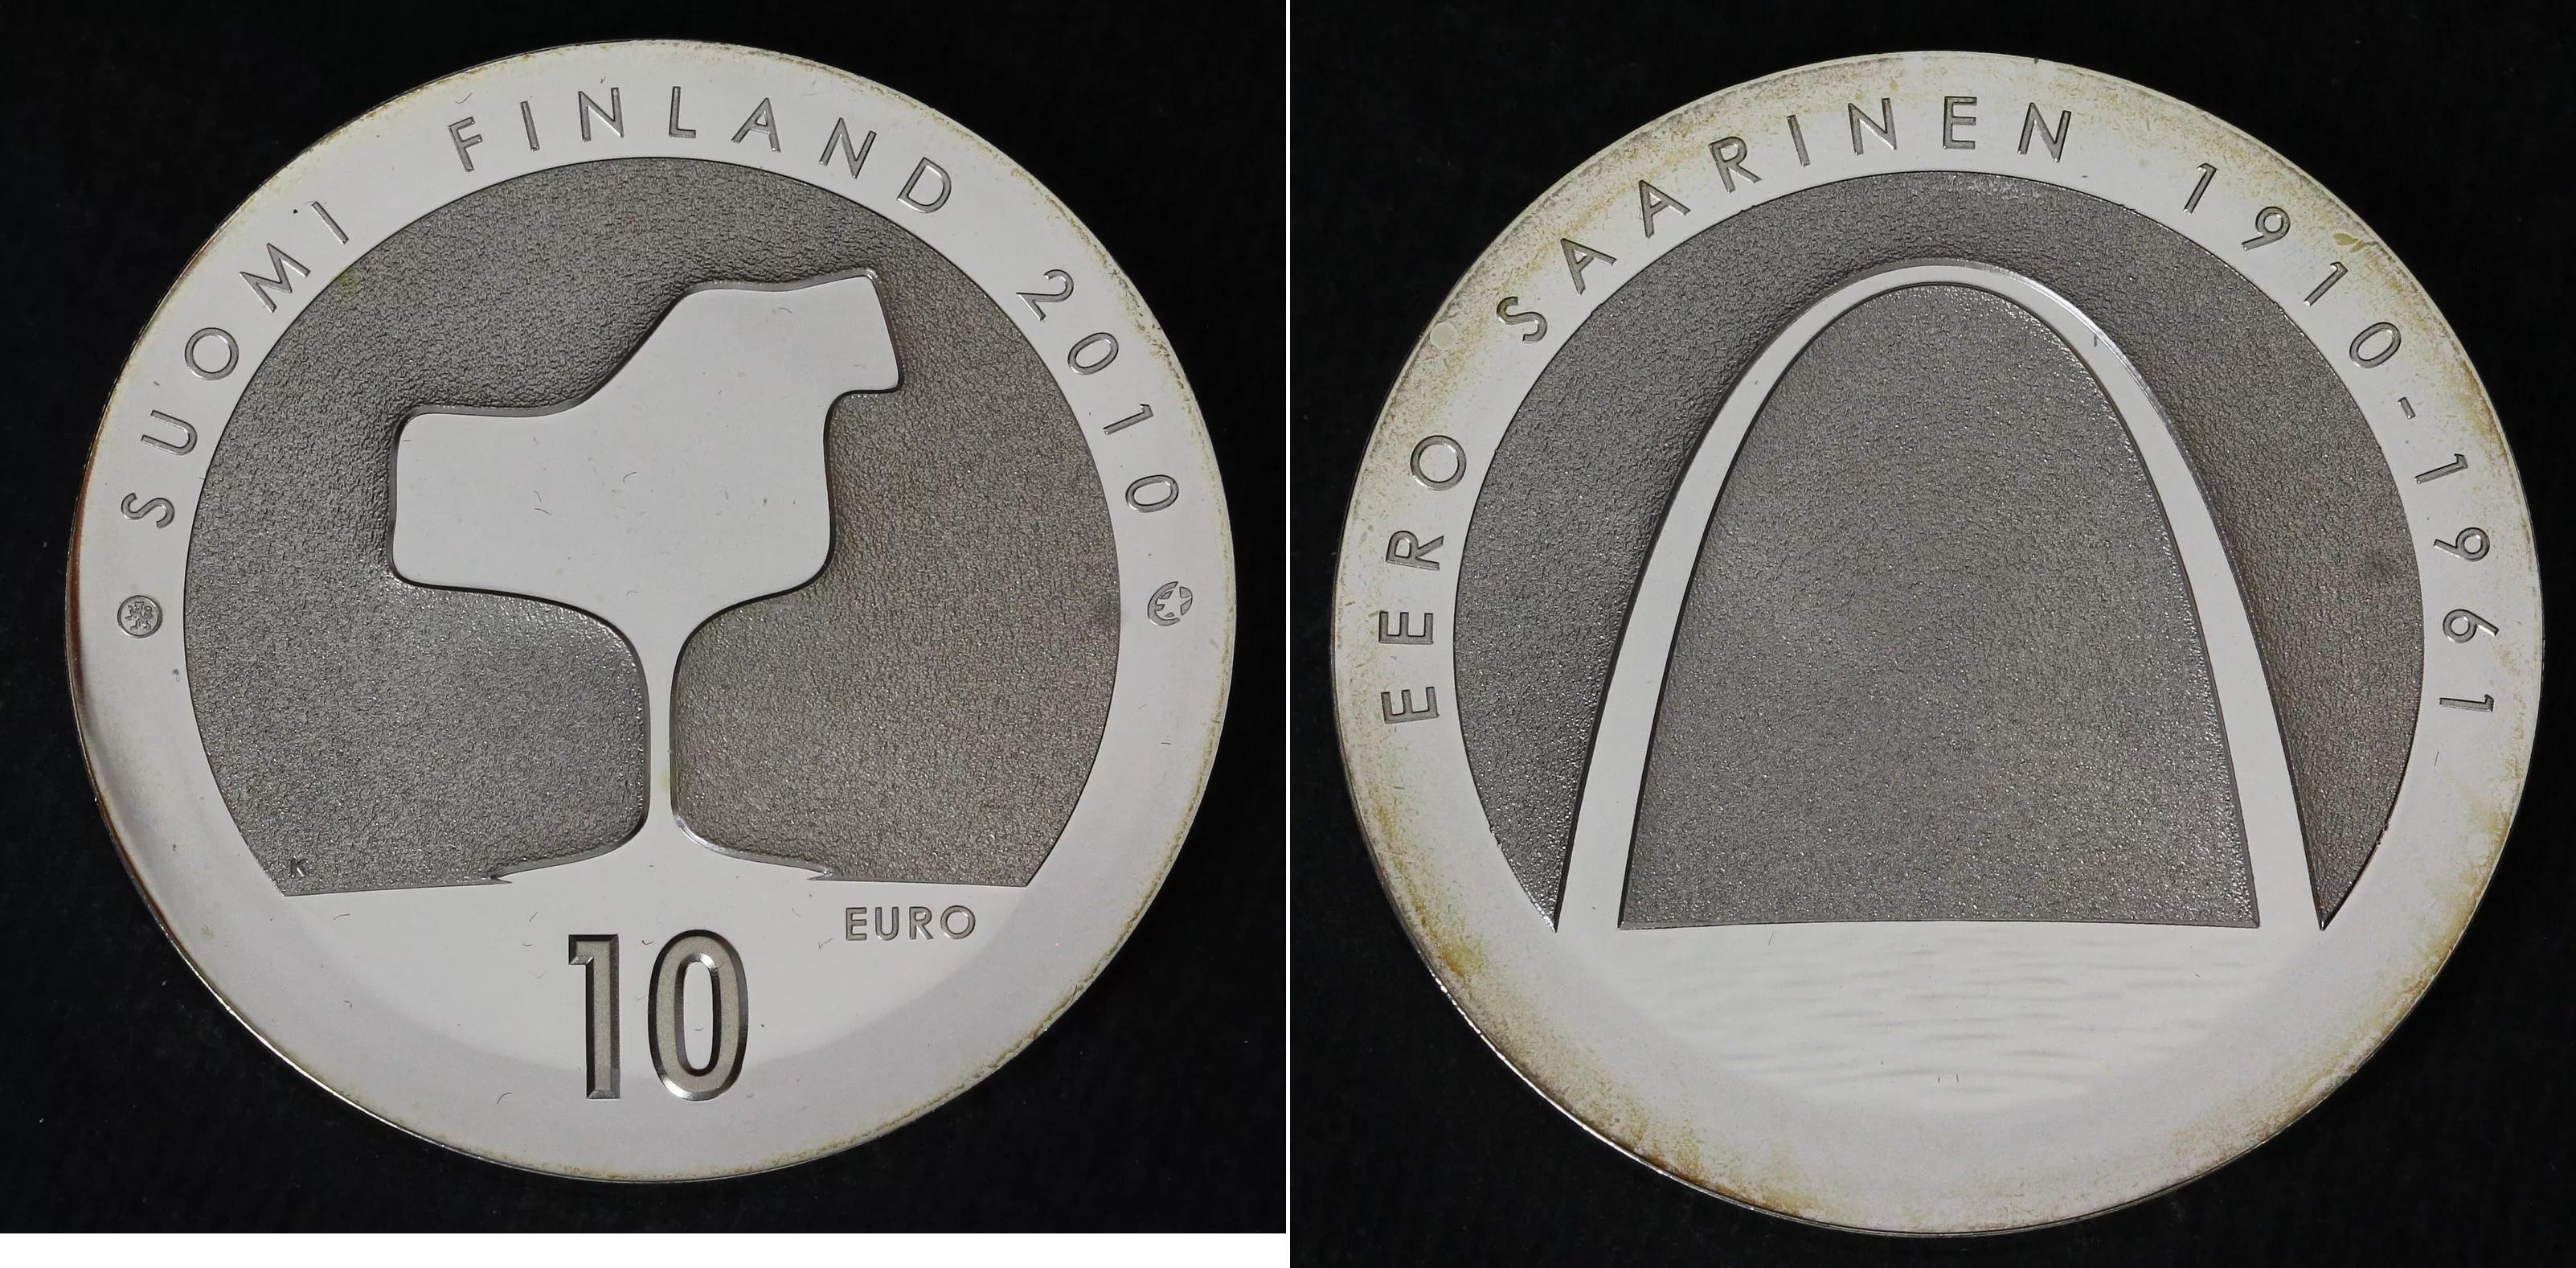 SUOMI FINLAND 2010
K
EURO
10
EERO SAARINEN 1910-1961